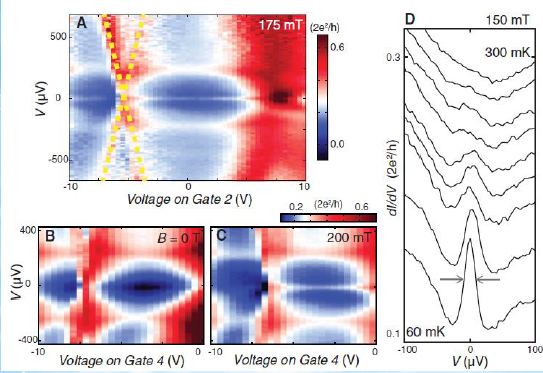 A
175 mT
(2e²/h)
0.6
0.0
500
0
-500
V (µV)
-10
0
10
Voltage on Gate 2 (V)
0.2
(2e²/h)
0.6
B
B = 0 T
400
0
-400
V (µV)
-10
0
Voltage on Gate 4 (V)
C
200 mT
-10
0
Voltage on Gate 4 (V)
D
150 mT
300 mK
0.3
dI/dV (2e²/h)
0.1
60 mK
-100
0
100
V (µV)